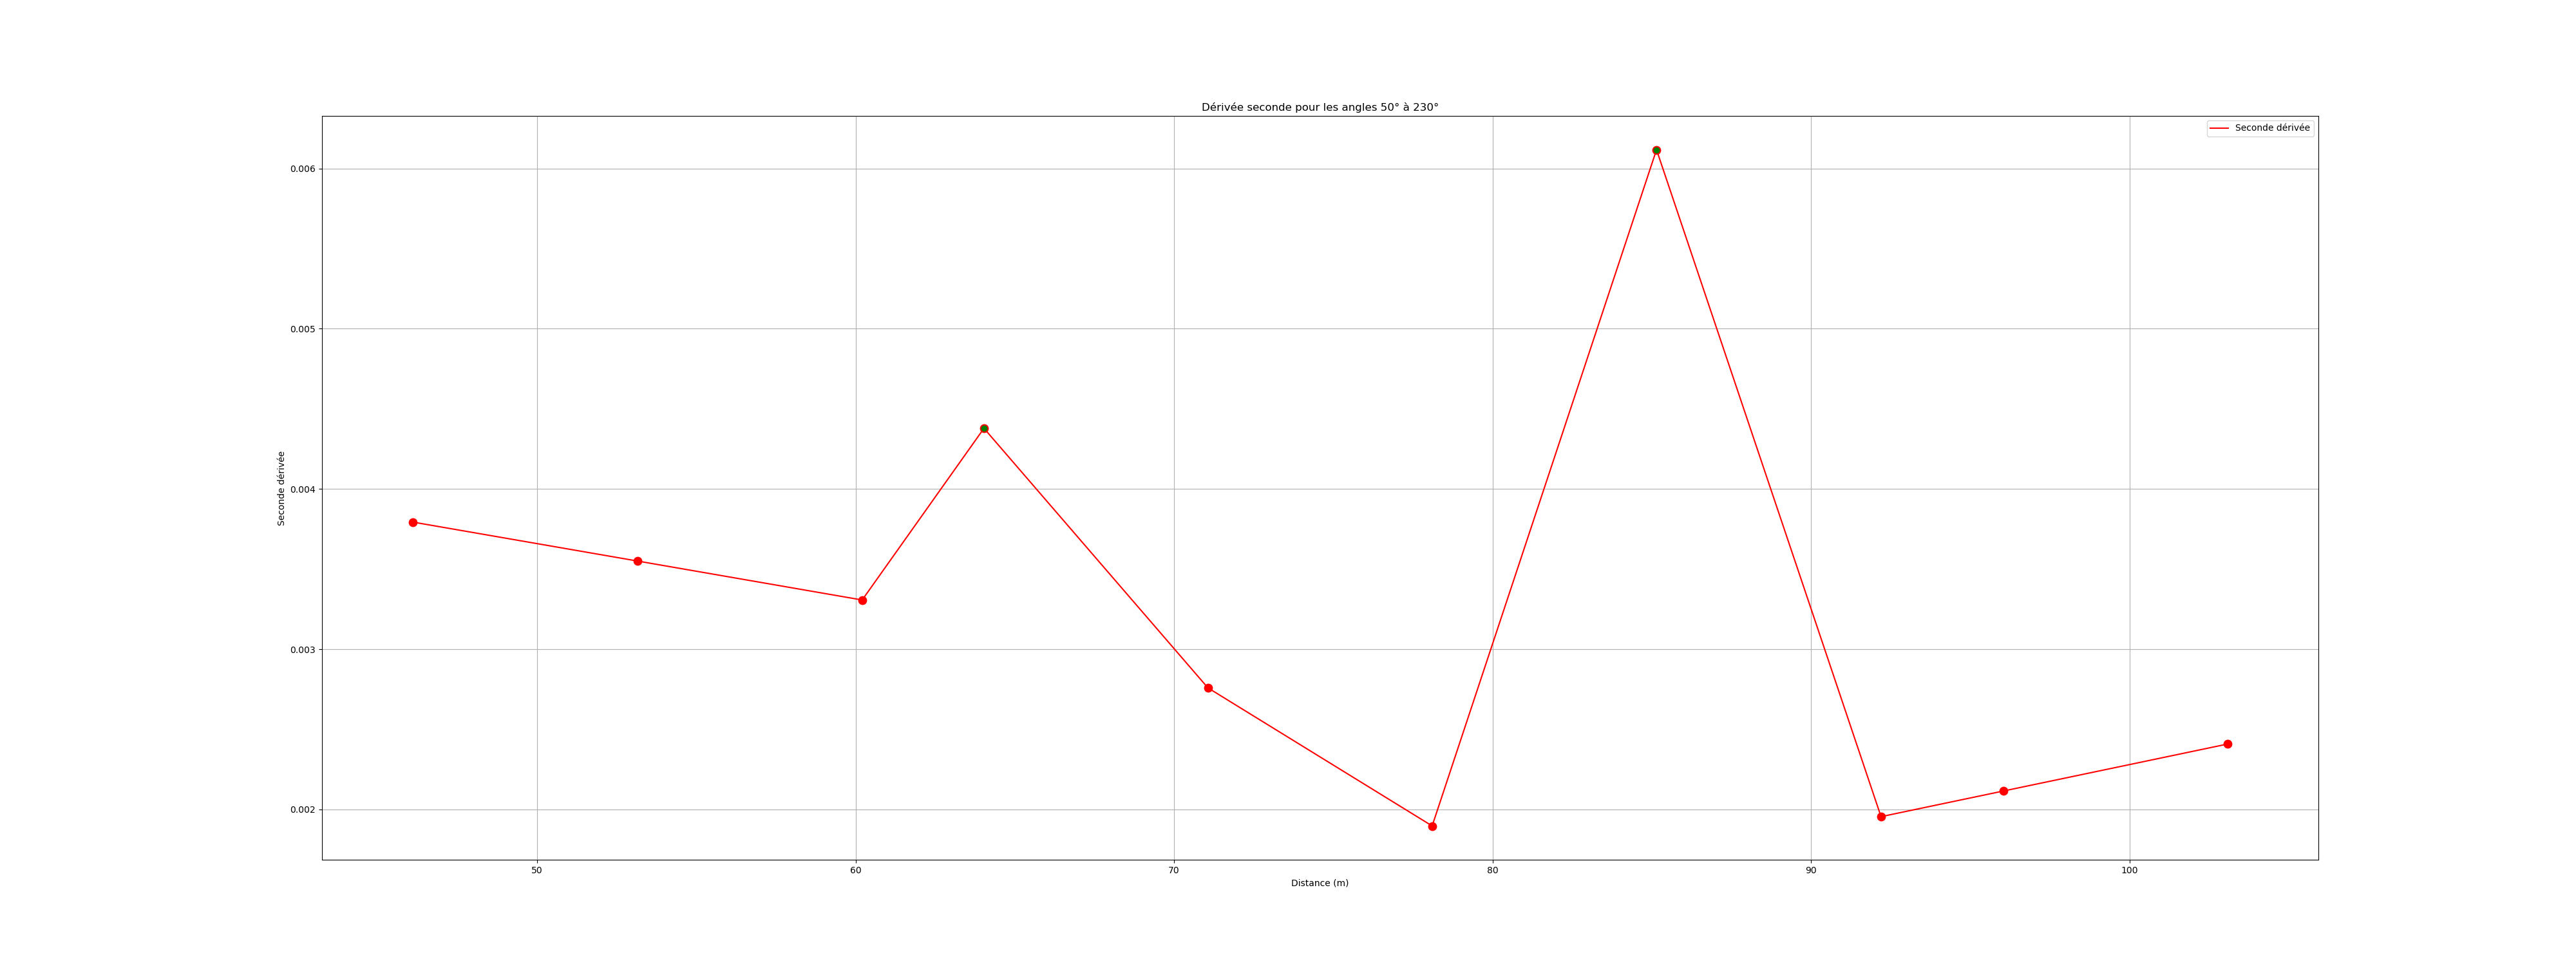 Dérivée seconde pour les angles 50° à 230°
Seconde dérivée
0.006
0.005
0.004
0.003
0.002
Seconde dérivée
50
60
70
80
90
100
Distance (m)